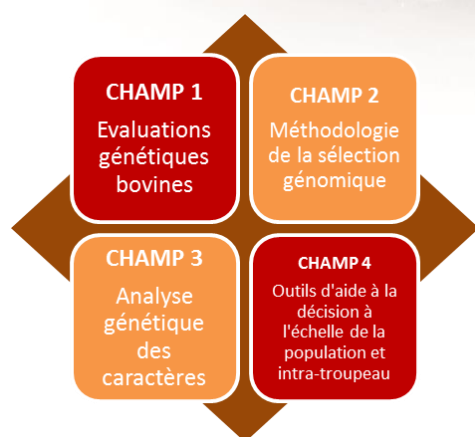 CHAMP 1
Evaluations
génétiques
bovines
CHAMP 2
Méthodologie
de la sélection
génomique
CHAMP 3
Analyse
génétique
des
caractères
CHAMP 4
Outils d'aide à la
décision à
l'échelle de la
population et
intra-troupeau